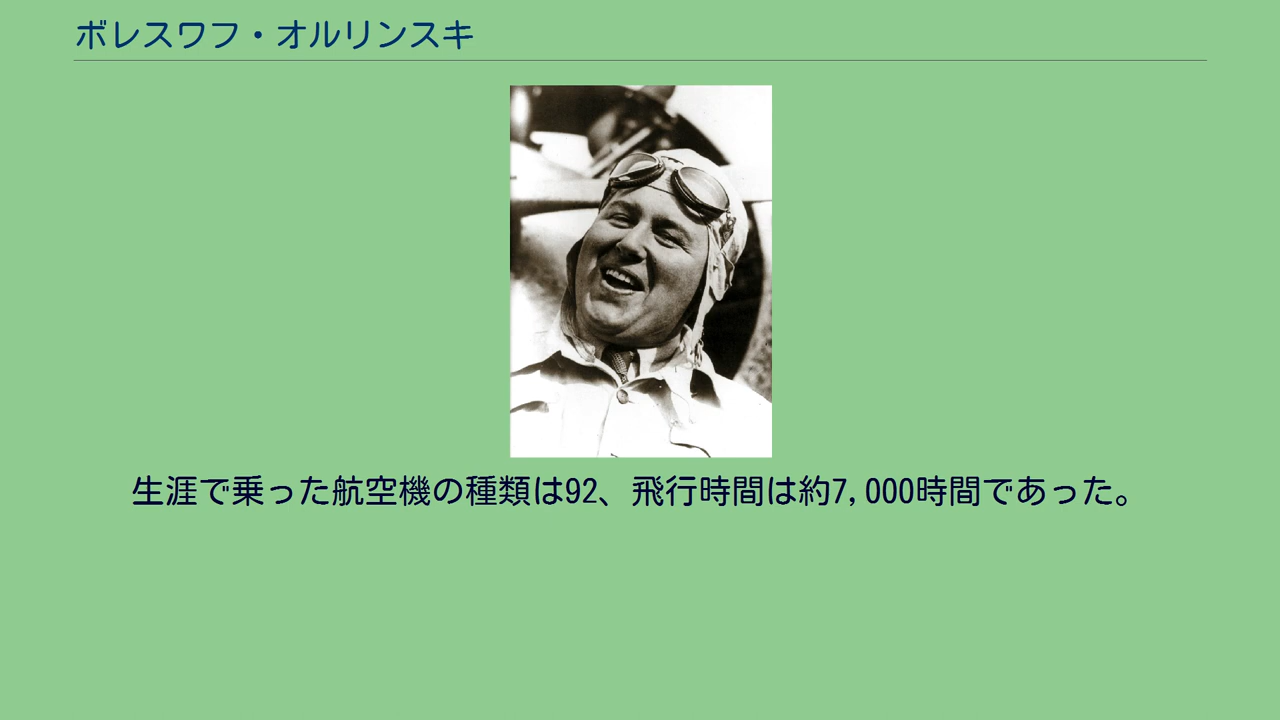 ボレスワフ・オルリンスキ
生涯で乗った航空機の種類は92、飛行時間は約7,000時間であった。